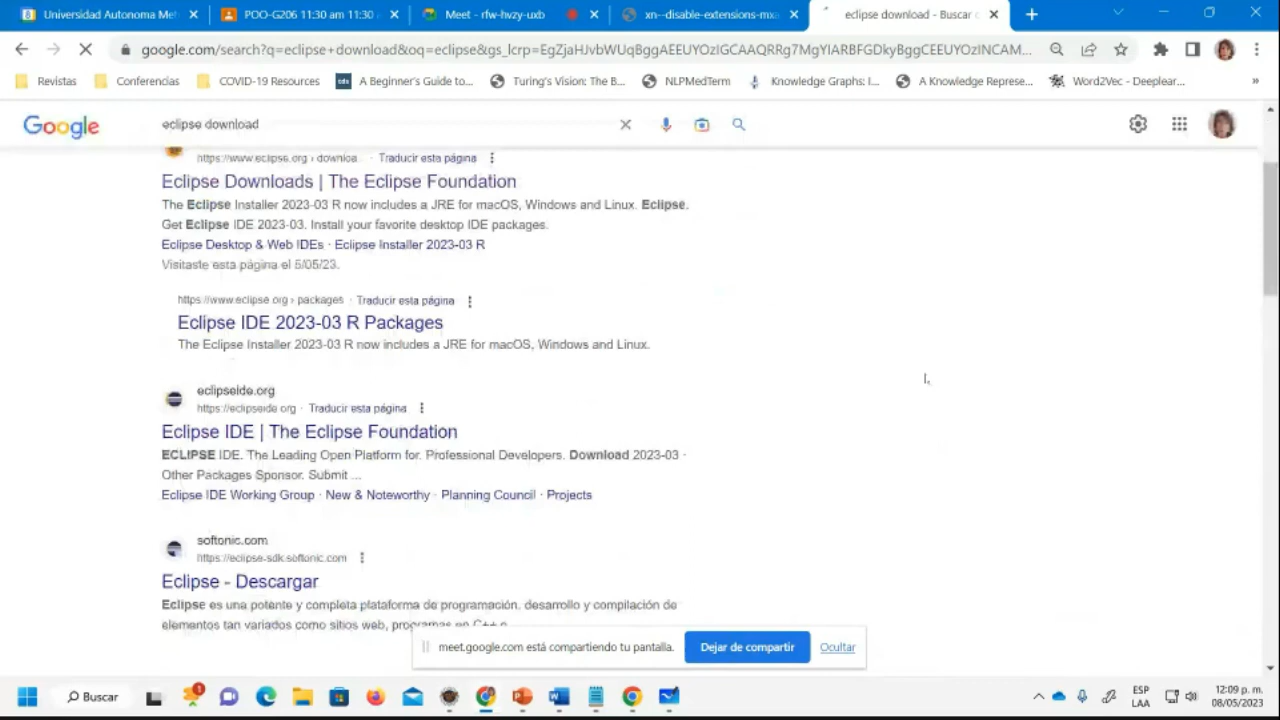 Universidad Autonoma Met
POO-G206 11:30 am 11:30
Meet - rfw-hvzy-uxb
xn--disable-extensions-mxa
eclipse download - Buscar c
google.com/search?q=eclipse+download&oq=eclipse&gs_lcrp=EgZjaHJvbWUqBggAEEUYOzIGCAAQRRg7MgYIARBFGDkyBggCEEUYOzINCAM...
Revistas
Conferencias
COVID-19 Resources
A Beginner's Guide to...
Turing's Vision: The B...
NLPMedTerm
Knowledge Graphs: I...
A Knowledge Represe...
Word2Vec - Deeplear...
»
Google
eclipse download
https://www.eclipse.org › downloa... · Traducir esta página
Eclipse Downloads | The Eclipse Foundation
The Eclipse Installer 2023-03 R now includes a JRE for macOS, Windows and Linux. Eclipse.
Get Eclipse IDE 2023-03. Install your favorite desktop IDE packages.
Eclipse Desktop & Web IDEs · Eclipse Installer 2023-03 R
Visitaste esta página el 5/05/23.
https://www.eclipse.org › packages · Traducir esta página
Eclipse IDE 2023-03 R Packages
The Eclipse Installer 2023-03 R now includes a JRE for macOS, Windows and Linux.
eclipseide.org
https://eclipseide.org · Traducir esta página
Eclipse IDE | The Eclipse Foundation
ECLIPSE IDE. The Leading Open Platform for. Professional Developers. Download 2023-03 ·
Other Packages Sponsor. Submit ...
Eclipse IDE Working Group · New & Noteworthy · Planning Council · Projects
softonic.com
https://eclipse-sdk.softonic.com
Eclipse - Descargar
Eclipse es una potente y completa plataforma de programación, desarrollo y compilación de
elementos tan variados como sitios web, programas en C++ o
meet.google.com está compartiendo tu pantalla.
Dejar de compartir
Ocultar
Buscar
1
ESP
LAA
12:09 p. m.
08/05/2023